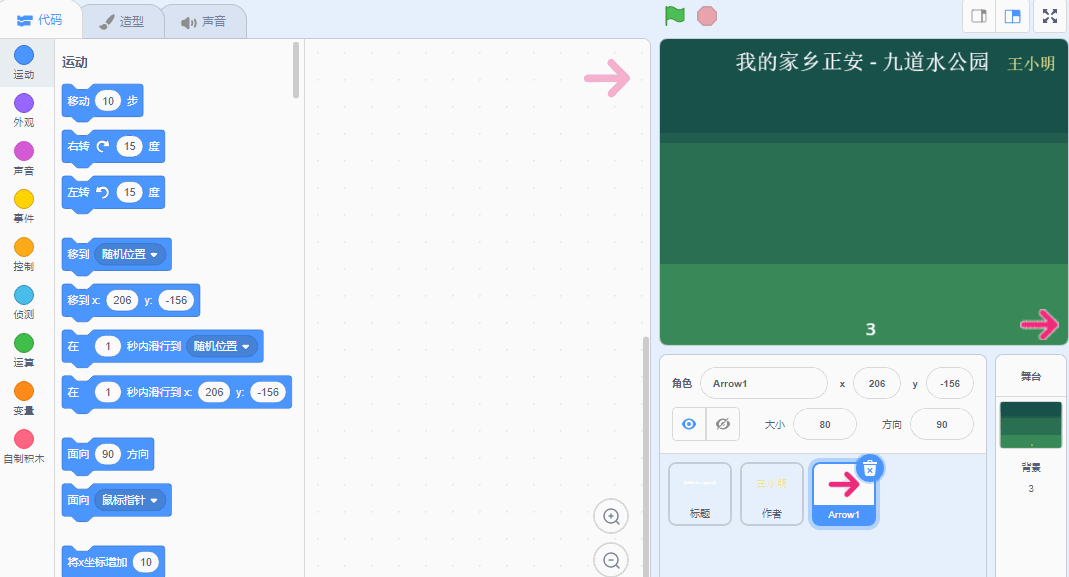 代码
造型
声音
运动
外观
声音
事件
控制
侦测
运算
变量
自制积木
运动
移动 10 步
右转 15 度
左转 15 度
移到 随机位置
移到 x: 206 y: -156
在 1 秒内滑行到 随机位置
在 1 秒内滑行到 x: 206 y: -156
面向 90 方向
面向 鼠标指针
将x坐标增加 10
我的家乡正安 - 九道水公园 王小明
3
角色 Arrow1 x 206 y -156
大小 80 方向 90
标题
王小明
作者
Arrow1
舞台
背景
3